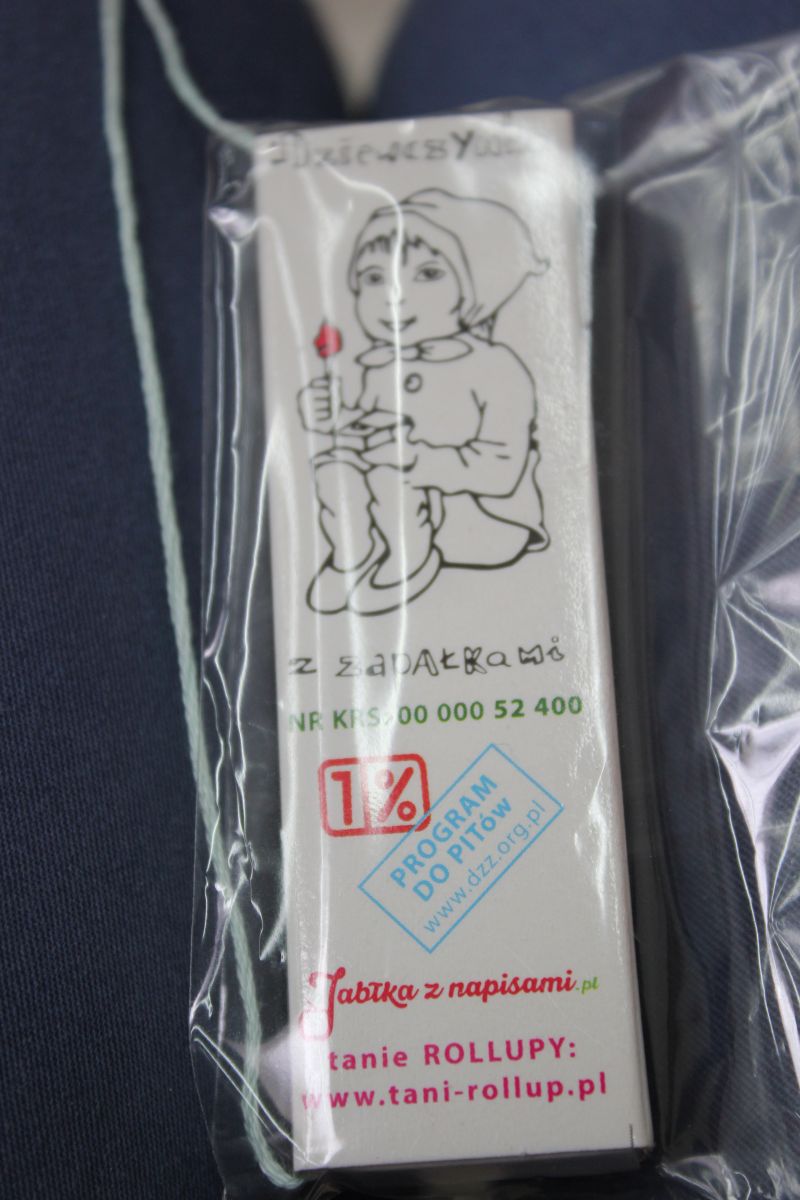 Dziewczynka
z zapAłkami
NR KRS: 00 000 52 400
1%
PROGRAM
DO PITów
www.dzz.org.pl
Jabłka z napisami.pl
tanie ROLLUPY:
www.tani-rollup.pl